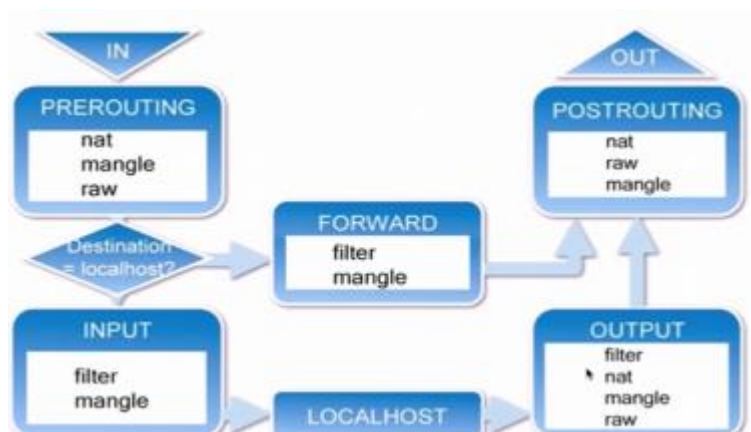 IN
OUT
PREROUTING
nat
mangle
raw
POSTROUTING
nat
raw
mangle
Destination
= localhost?
FORWARD
filter
mangle
INPUT
filter
mangle
LOCALHOST
OUTPUT
filter
nat
mangle
raw